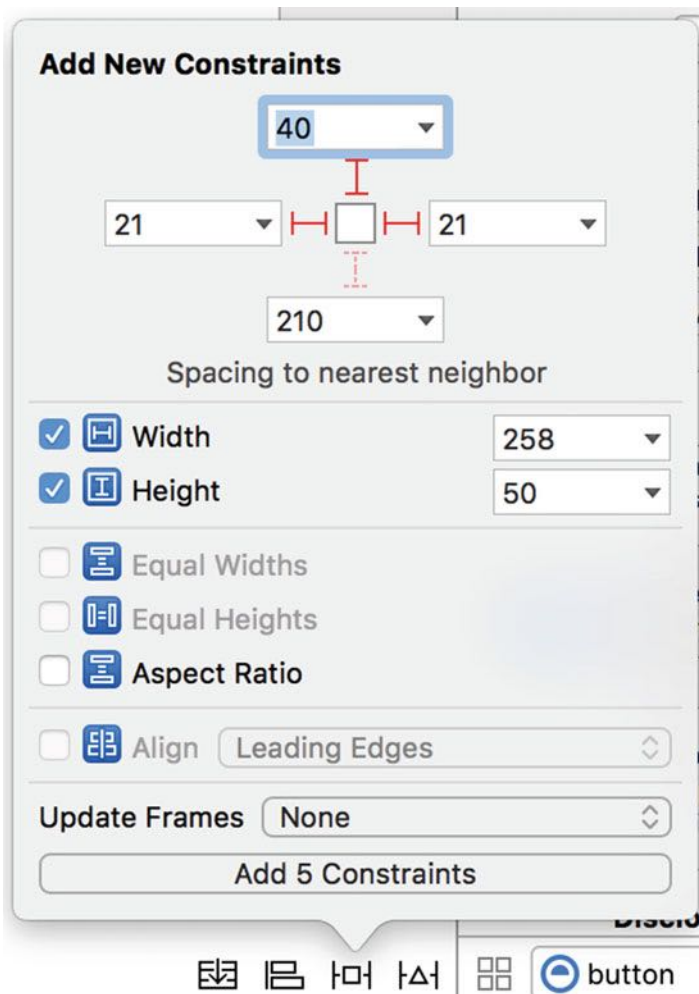 Add New Constraints
40
21
21
210
Spacing to nearest neighbor
Width
258
Height
50
Equal Widths
Equal Heights
Aspect Ratio
Align
Leading Edges
Update Frames
None
Add 5 Constraints
button